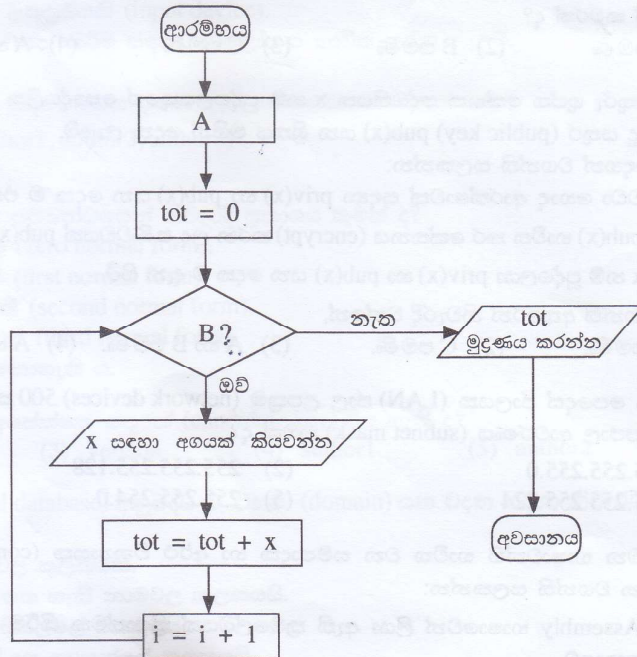 ආරම්භය
A
tot = 0
B ?
නැත
tot
මුද්‍රණය කරන්න
ඔව්
x සඳහා අගයක් කියවන්න
අවසානය
tot = tot + x
i = i + 1